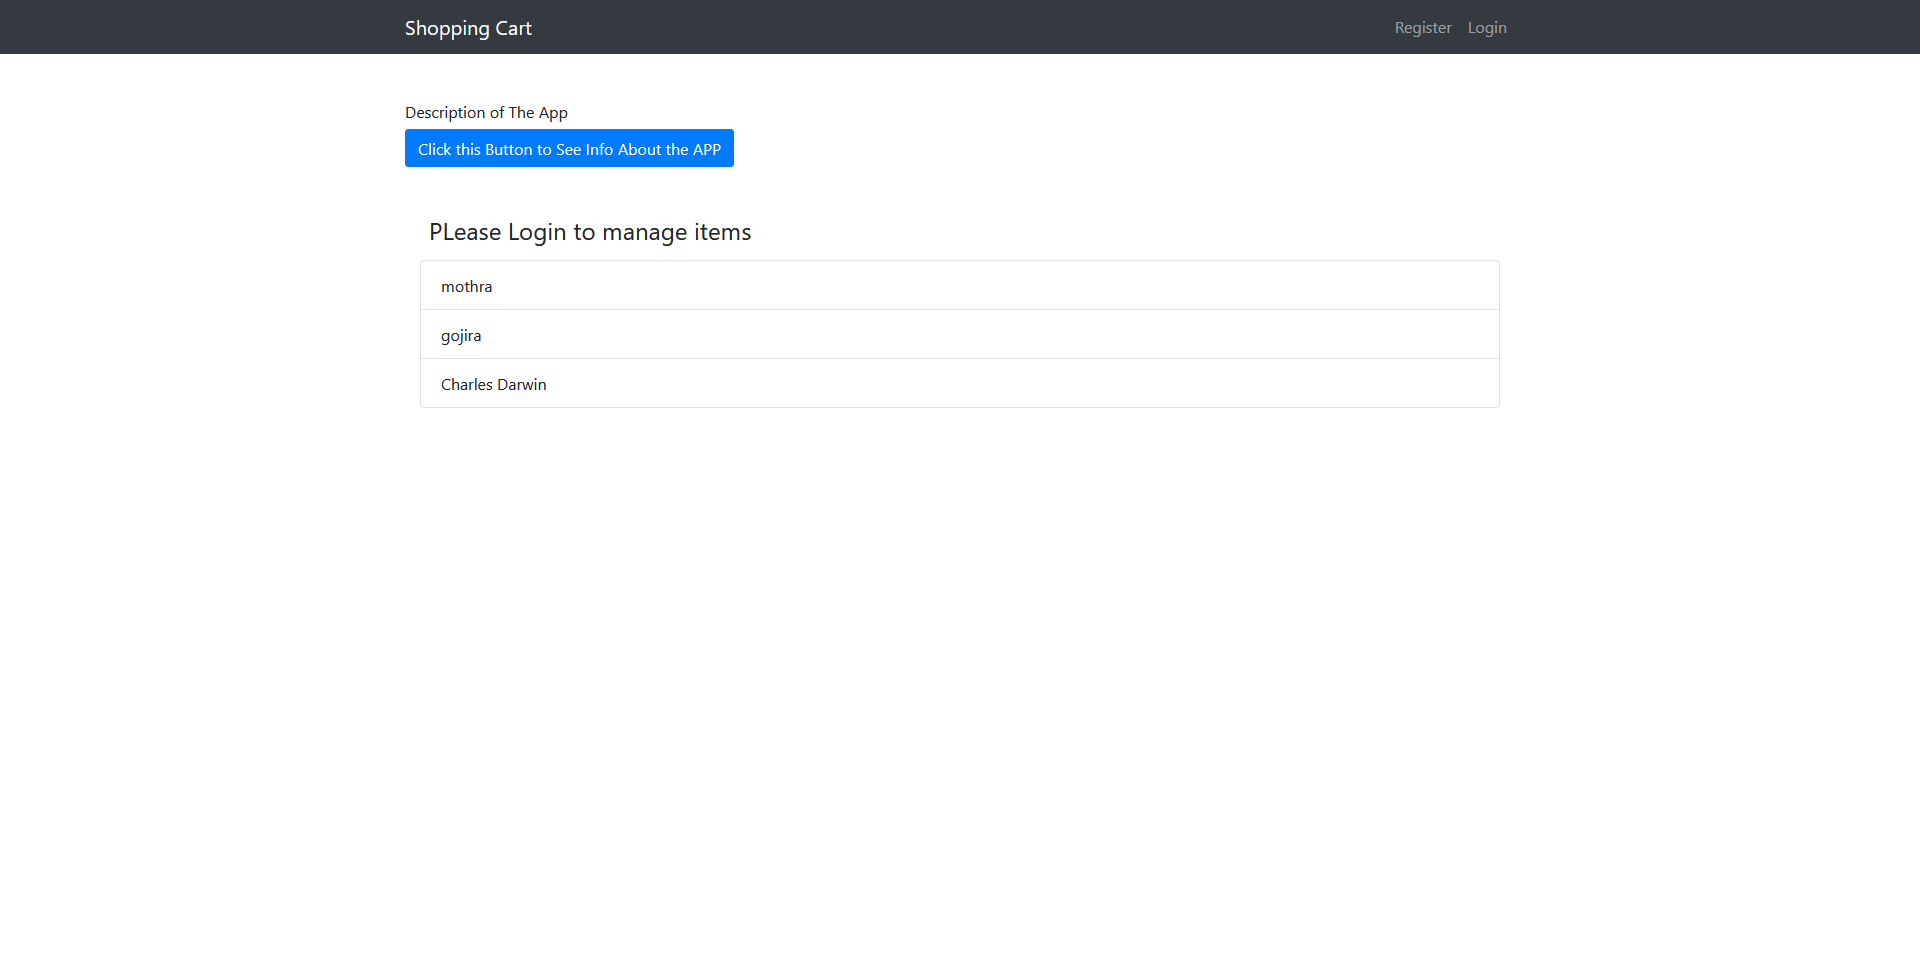 Shopping Cart
Register Login
Description of The App
Click this Button to See Info About the APP
PLease Login to manage items
mothra
gojira
Charles Darwin